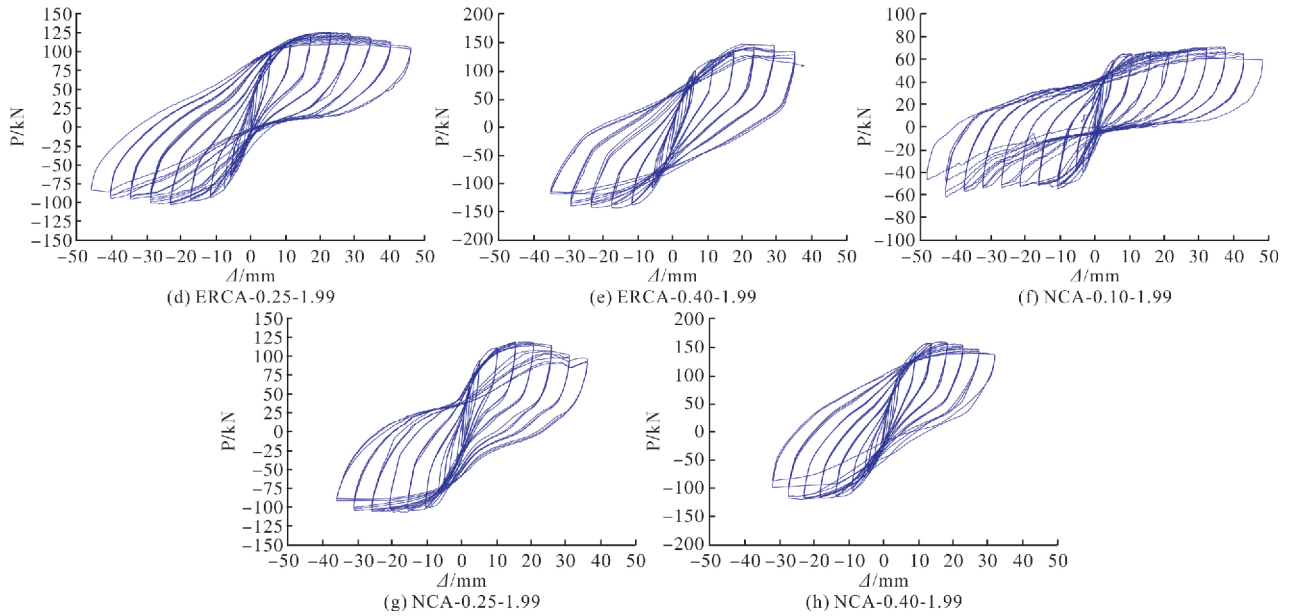 P/kN
150
125
100
75
50
25
0
−25
−50
−75
−100
−125
−150
−50 −40 −30 −20 −10 0 10 20 30 40 50
Δ/mm
(d) ERCA-0.25-1.99
P/kN
200
150
100
50
0
−50
−100
−150
−200
−50 −40 −30 −20 −10 0 10 20 30 40 50
Δ/mm
(e) ERCA-0.40-1.99
P/kN
100
80
60
40
20
0
−20
−40
−60
−80
−100
−50 −40 −30 −20 −10 0 10 20 30 40 50
Δ/mm
(f) NCA-0.10-1.99
P/kN
150
125
100
75
50
25
0
−25
−50
−75
−100
−125
−150
−50 −40 −30 −20 −10 0 10 20 30 40 50
Δ/mm
(g) NCA-0.25-1.99
P/kN
200
150
100
50
0
−50
−100
−150
−200
−50 −40 −30 −20 −10 0 10 20 30 40 50
Δ/mm
(h) NCA-0.40-1.99